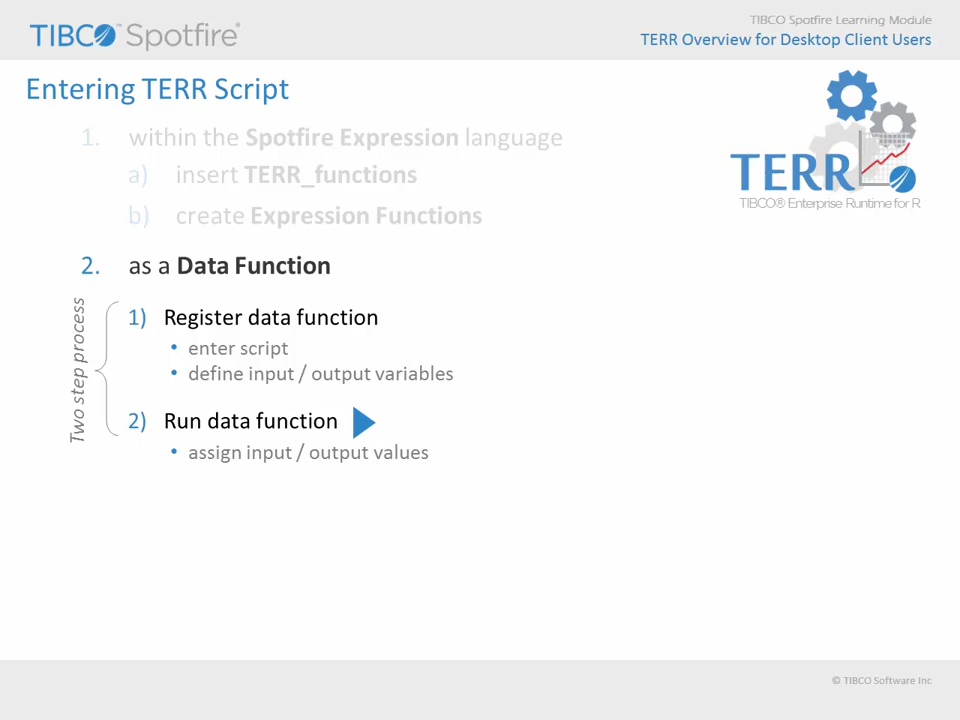 TIBCO™ Spotfire®
TIBCO Spotfire Learning Module
TERR Overview for Desktop Client Users
Entering TERR Script
1. within the Spotfire Expression language
a) insert TERR_functions
b) create Expression Functions
TERR
TIBCO® Enterprise Runtime for R
2. as a Data Function
Two step process
1) Register data function
• enter script
• define input / output variables
2) Run data function
• assign input / output values
© TIBCO Software Inc